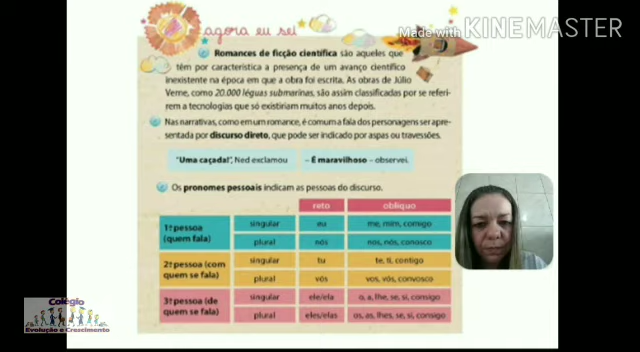 Made with KINEMASTER
agora eu sei
Romances de ficção científica são aqueles que
têm por característica a presença de um avanço científico
inexistente na época em que a obra foi escrita. As obras de Júlio
Verne, como 20.000 léguas submarinas, são assim classificadas por se referi-
rem a tecnologias que só existiriam muitos anos depois.
Nas narrativas, como em um romance, é comum a fala dos personagens ser apre-
sentada por discurso direto, que pode ser indicado por aspas ou travessões.
"Uma caçada!", Ned exclamou
– É maravilhoso – observei.
Os pronomes pessoais indicam as pessoas do discurso.
reto oblíquo
1ª pessoa (quem fala) singular eu me, mim, comigo
plural nós nos, nós, conosco
2ª pessoa (com quem se fala) singular tu te, ti, contigo
plural vós vos, vós, convosco
3ª pessoa (de quem se fala) singular ele/ela o, a, lhe, se, si, consigo
plural eles/elas os, as, lhes, se, si, consigo
Colégio
Evolução e Crescimento